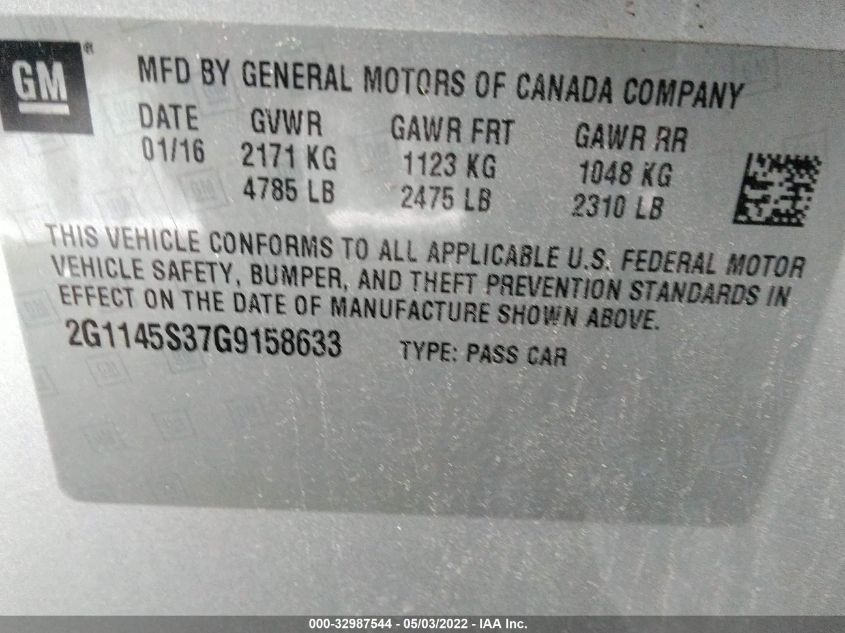 GM®
MFD BY GENERAL MOTORS OF CANADA COMPANY
DATE GVWR GAWR FRT GAWR RR
01/16 2171 KG 1123 KG 1048 KG
4785 LB 2475 LB 2310 LB
THIS VEHICLE CONFORMS TO ALL APPLICABLE U.S. FEDERAL MOTOR
VEHICLE SAFETY, BUMPER, AND THEFT PREVENTION STANDARDS IN
EFFECT ON THE DATE OF MANUFACTURE SHOWN ABOVE.
2G1145S37G9158633 TYPE: PASS CAR
000-32987544 - 05/03/2022 - IAA Inc.